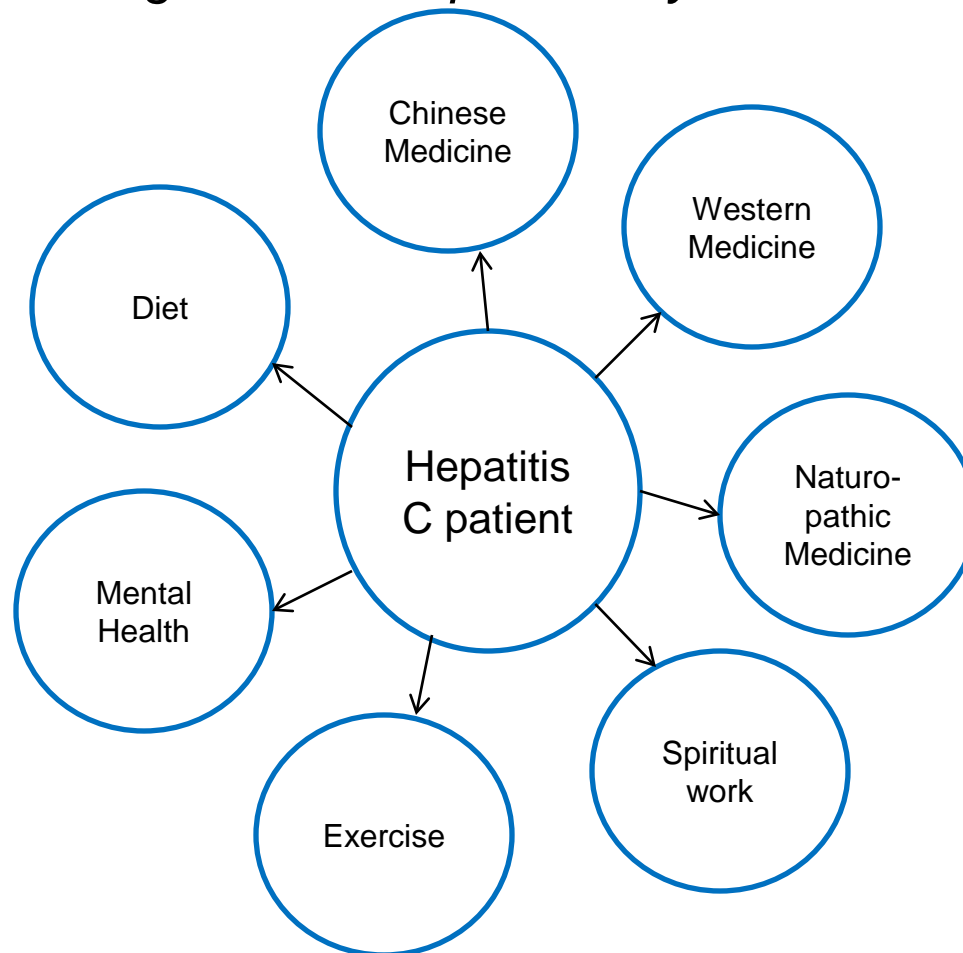 Chinese
Medicine
Western
Medicine
Diet
Hepatitis
C patient
Naturo-
pathic
Medicine
Mental
Health
Spiritual
work
Exercise